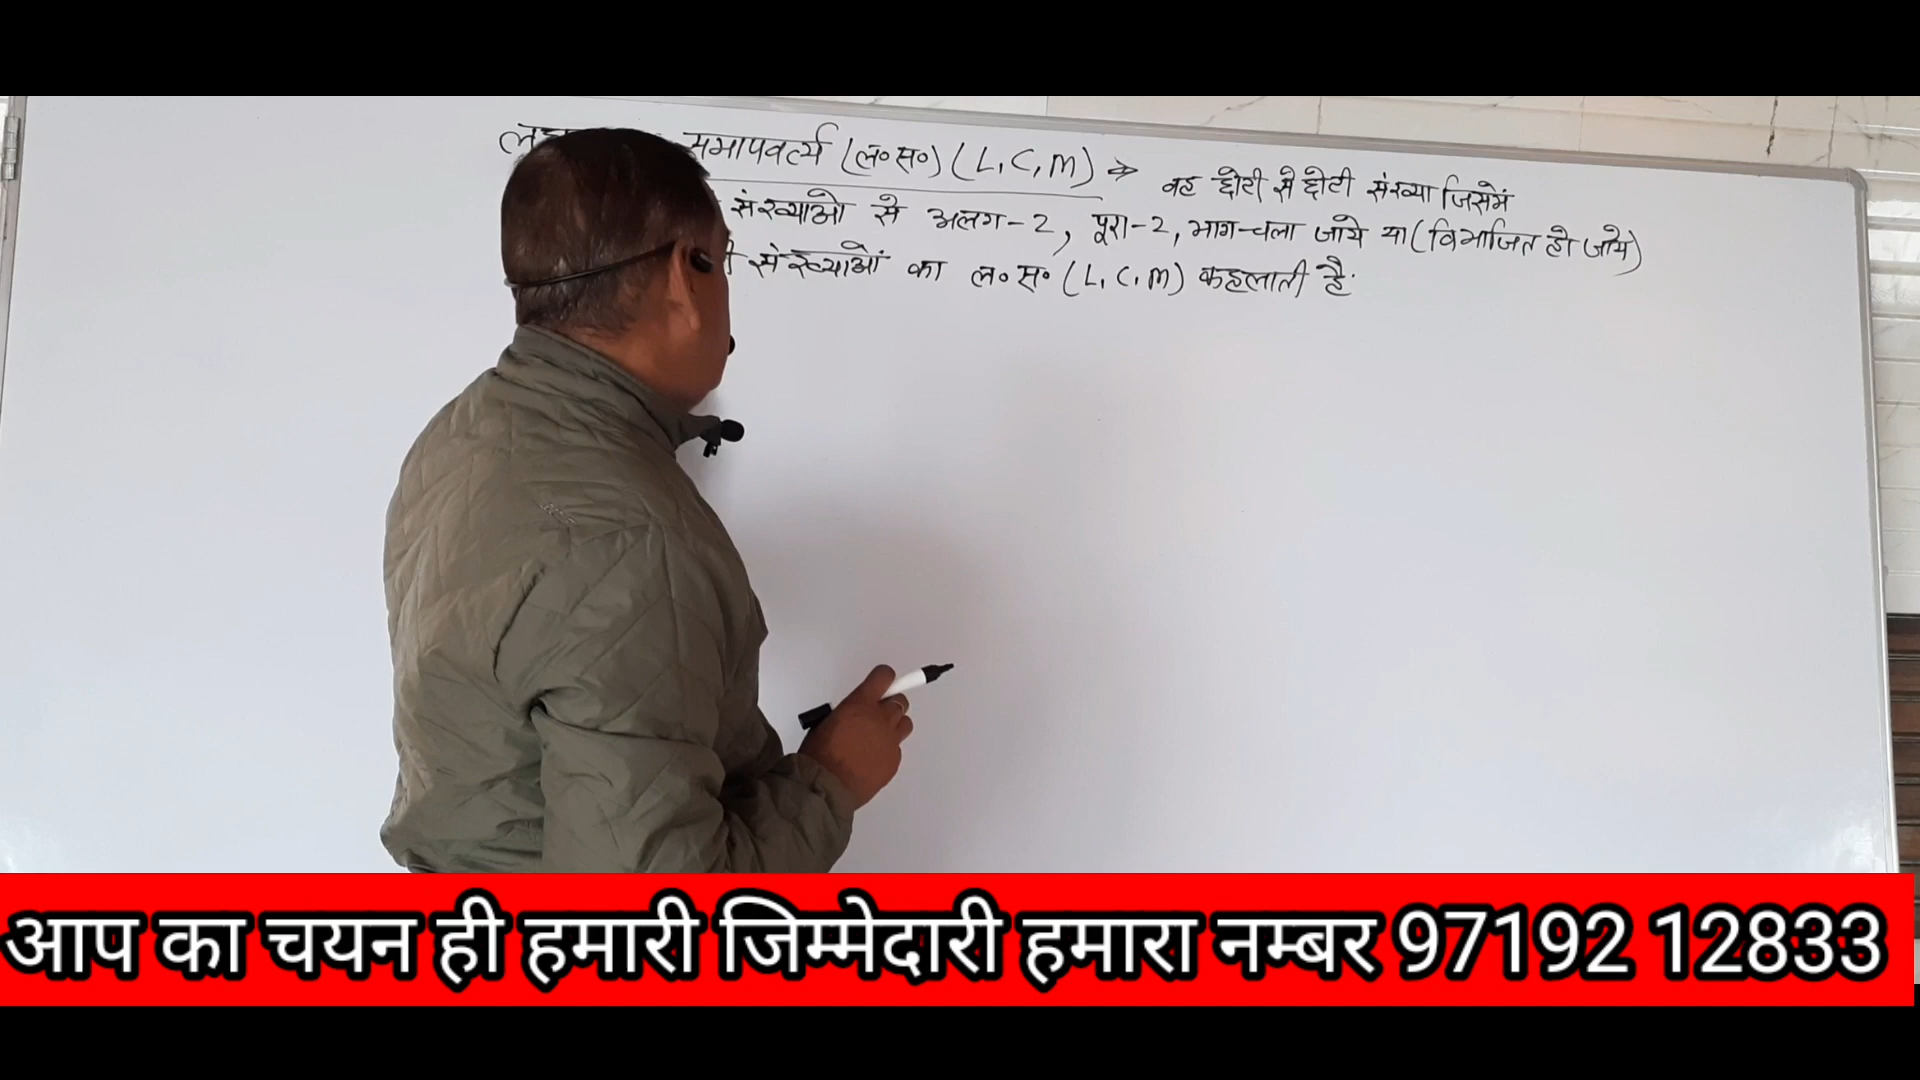 समापवर्त्य (ल॰स॰) (L.C.M) ⇒ वह छोटी से छोटी संख्या जिसमें
संख्याओ से अलग-2, पूरा-2, भाग चला जाये या (विभाजित हो जाये)
संख्याओं का ल॰स॰ (L.C.M) कहलाती है.
आप का चयन ही हमारी जिम्मेदारी हमारा नम्बर 97192 12833